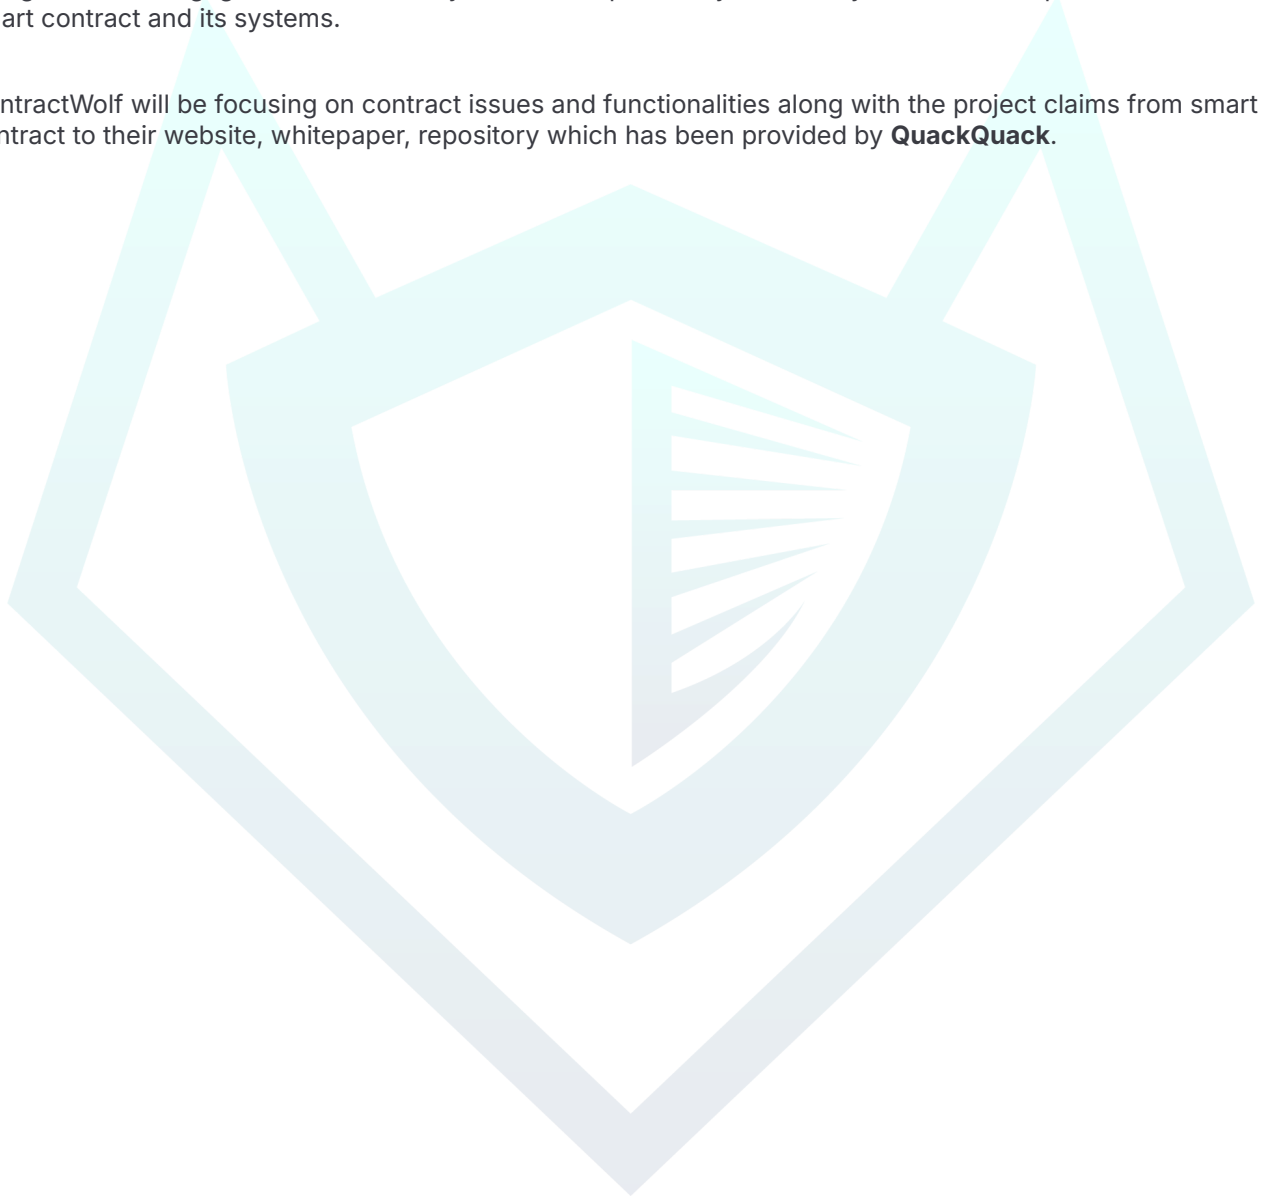 art contract and its systems.
ntractWolf will be focusing on contract issues and functionalities along with the project claims from smart
ntract to their website, whitepaper, repository which has been provided by QuackQuack.